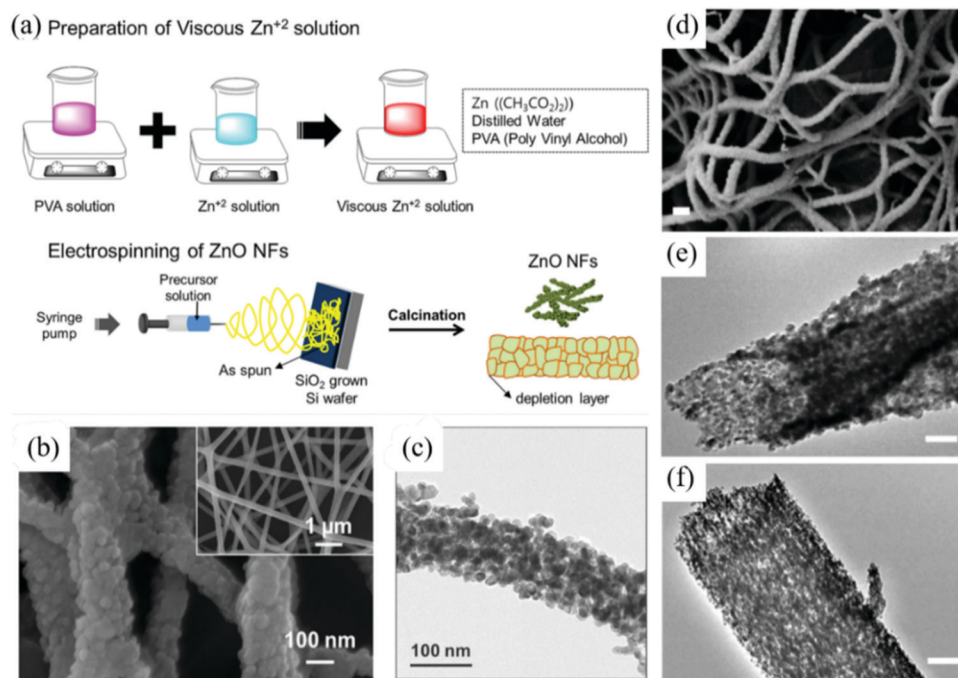 (a) Preparation of Viscous Zn⁺² solution
PVA solution
Zn⁺² solution
Viscous Zn⁺² solution
Zn ((CH₃CO₂)₂))
Distilled Water
PVA (Poly Vinyl Alcohol)
Electrospinning of ZnO NFs
Syringe
pump
Precursor
solution
As spun
SiO₂ grown
Si wafer
Calcination
ZnO NFs
depletion layer
(b)
1 μm
100 nm
(c)
100 nm
(d)
(e)
(f)